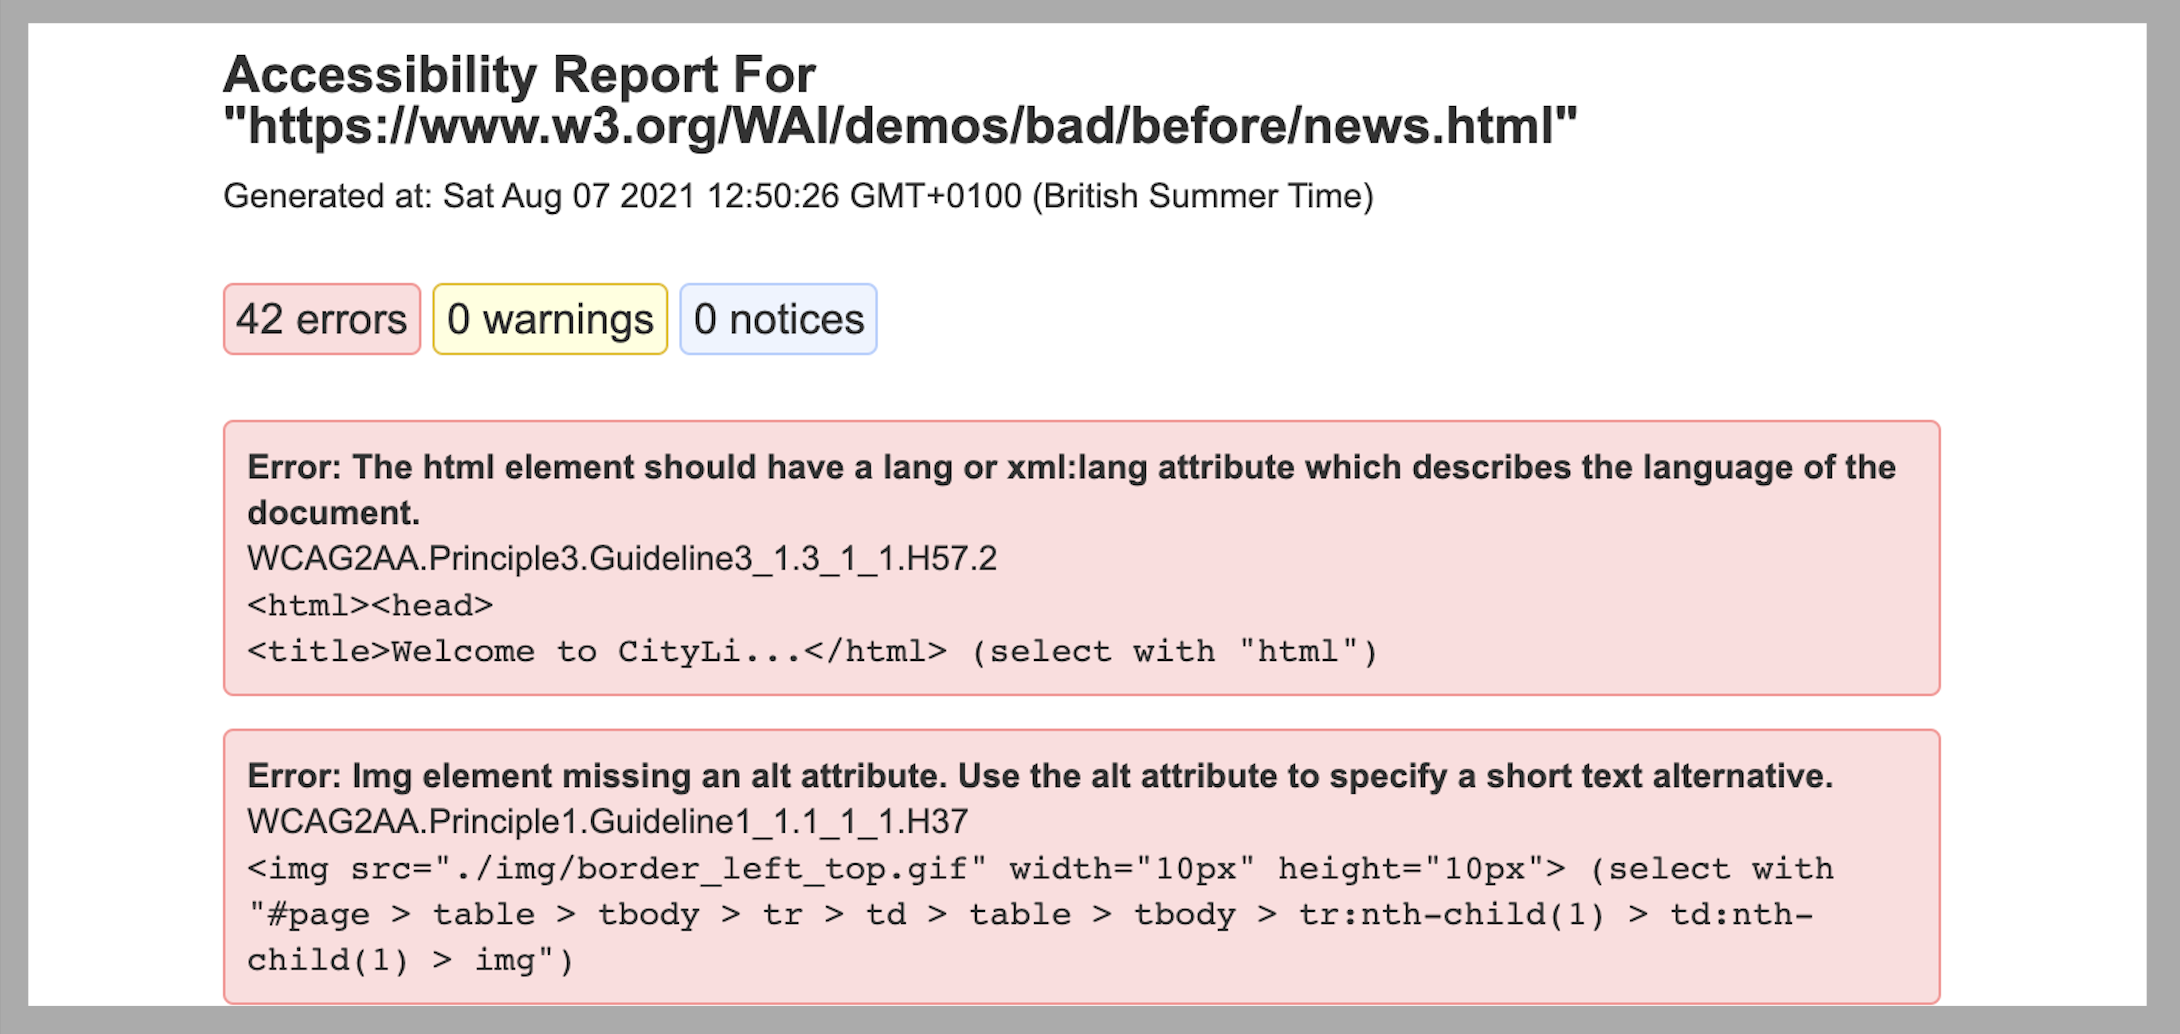 Accessibility Report For
"https://www.w3.org/WAI/demos/bad/before/news.html"
Generated at: Sat Aug 07 2021 12:50:26 GMT+0100 (British Summer Time)
42 errors 0 warnings 0 notices
Error: The html element should have a lang or xml:lang attribute which describes the language of the
document.
WCAG2AA.Principle3.Guideline3_1.3_1_1.H57.2
<html><head>
<title>Welcome to CityLi...</html> (select with "html")
Error: Img element missing an alt attribute. Use the alt attribute to specify a short text alternative.
WCAG2AA.Principle1.Guideline1_1.1_1_1.H37
<img src="./img/border_left_top.gif" width="10px" height="10px"> (select with
"#page > table > tbody > tr > td > table > tbody > tr:nth-child(1) > td:nth-
child(1) > img")